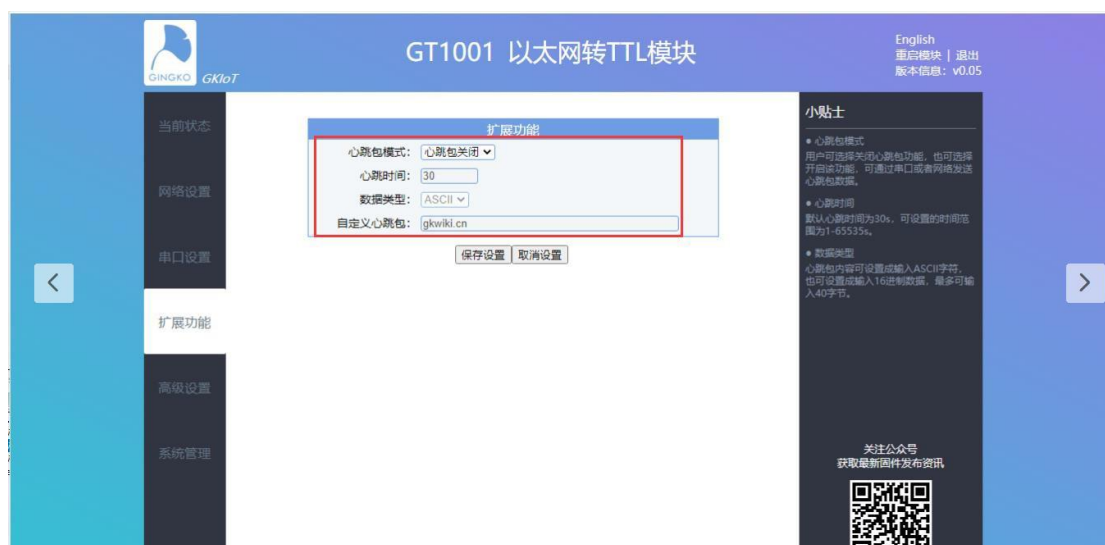 GINGKO GKIoT
GT1001 以太网转TTL模块
English
重启模块 | 退出
版本信息: v0.05
当前状态
网络设置
串口设置
扩展功能
高级设置
系统管理
扩展功能
心跳包模式: 心跳包关闭
心跳时间: 30
数据类型: ASCII
自定义心跳包: gkwiki.cn
保存设置 取消设置
小贴士
● 心跳包模式
用户可选择关闭心跳包功能，也可选择
开启该功能，可通过串口或者网络发送
心跳包数据。
● 心跳时间
默认心跳时间为30s，可设置的时间范
围为1-65535s。
● 数据类型
心跳包内容可设置成输入ASCII字符，
也可设置成输入16进制数据，最多可输
入40字节。
关注公众号
获取最新固件发布资讯